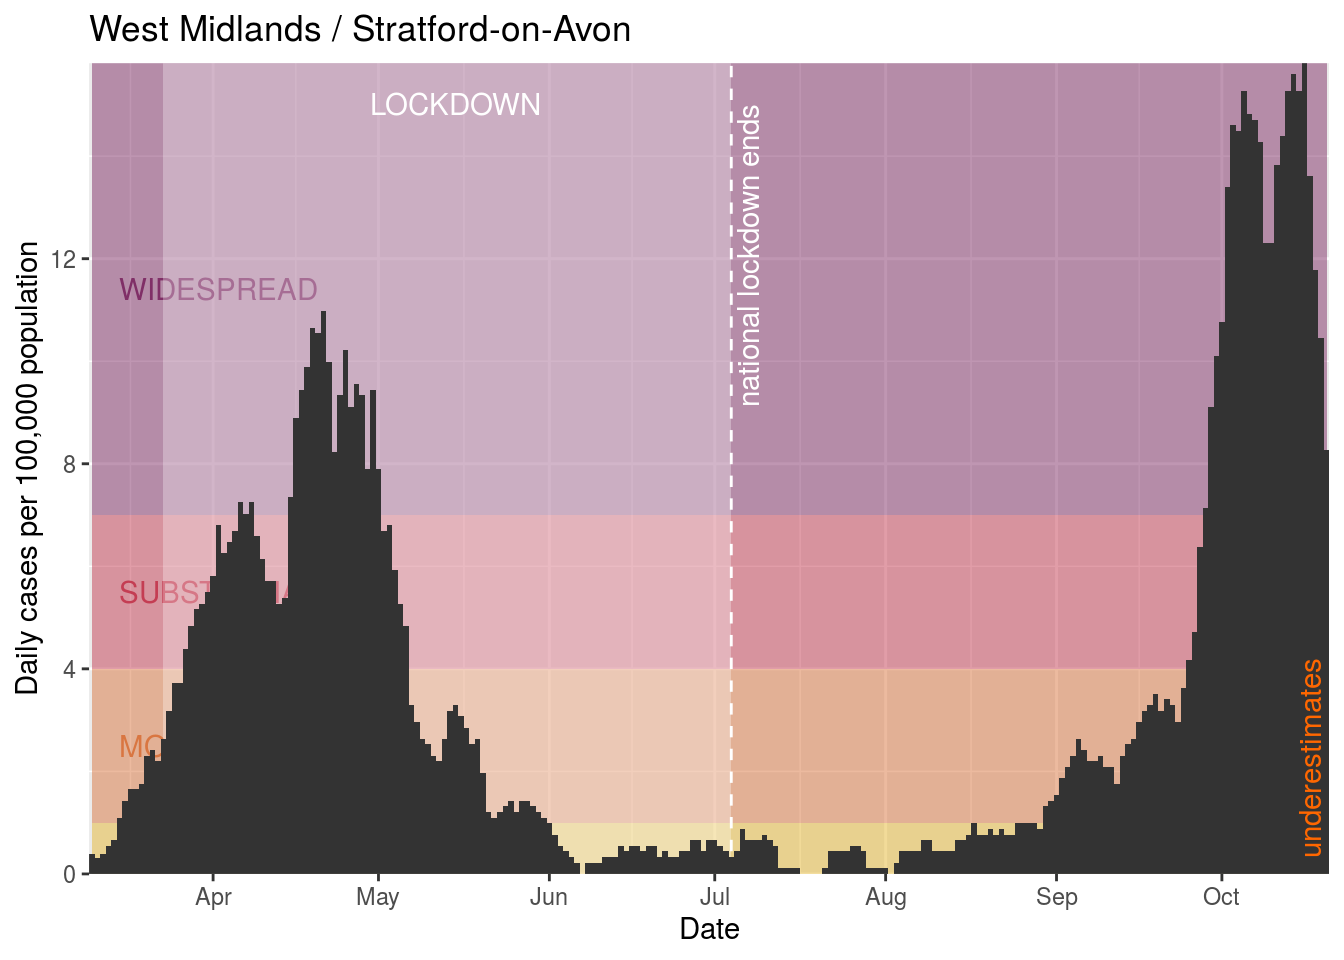 West Midlands / Stratford-on-Avon
LOCKDOWN
national lockdown ends
WIDESPREAD
underestimates
Daily cases per 100,000 population
12
8
4
0
Apr
May
Jun
Jul
Aug
Sep
Oct
Date